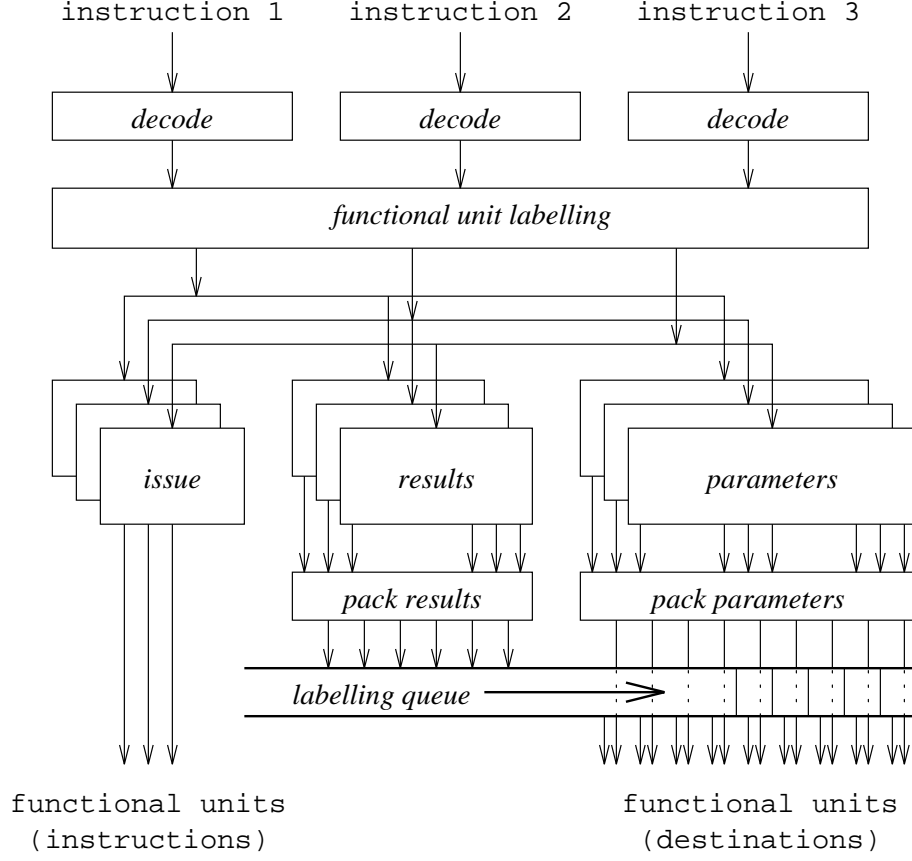 instruction 1 instruction 2 instruction 3
decode decode decode
functional unit labelling
issue results parameters
pack results pack parameters
labelling queue
functional units functional units
(instructions) (destinations)